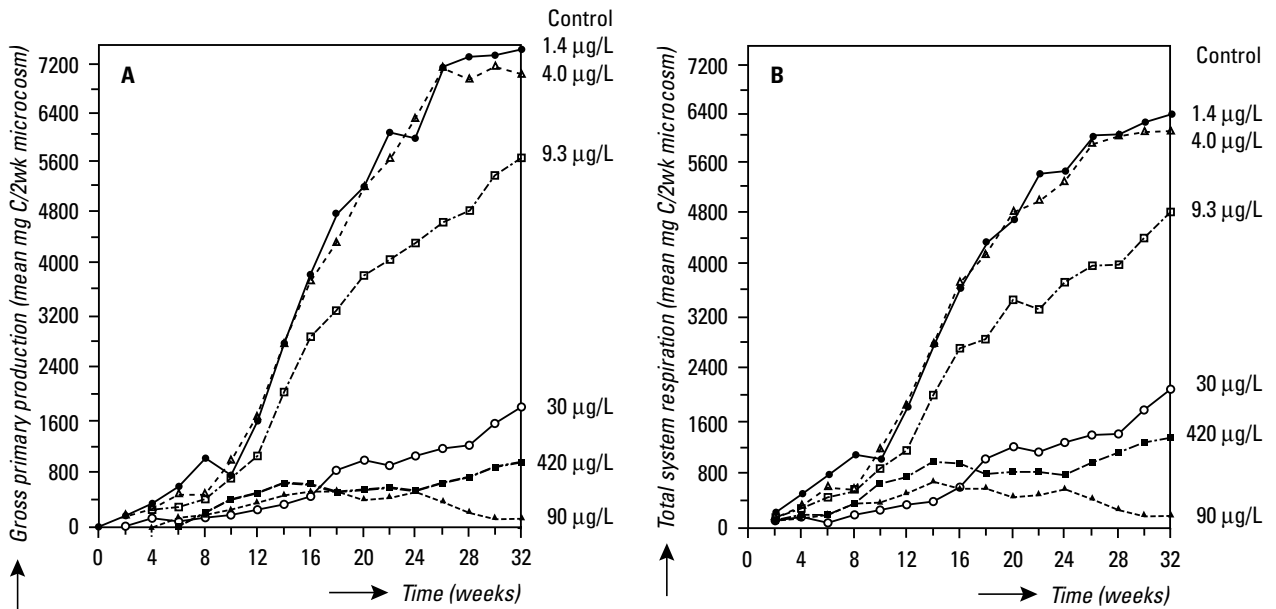 Control
1.4 µg/L
4.0 µg/L
9.3 µg/L
30 µg/L
420 µg/L
90 µg/L
A
7200
6400
5600
4800
4000
3200
2400
1600
800
0
0 4 8 12 16 20 24 28 32
Gross primary production (mean mg C/2wk microcosm)
Time (weeks)
Control
1.4 µg/L
4.0 µg/L
9.3 µg/L
30 µg/L
420 µg/L
90 µg/L
B
7200
6400
5600
4800
4000
3200
2400
1600
800
0
0 4 8 12 16 20 24 28 32
Total system respiration (mean mg C/2wk microcosm)
Time (weeks)